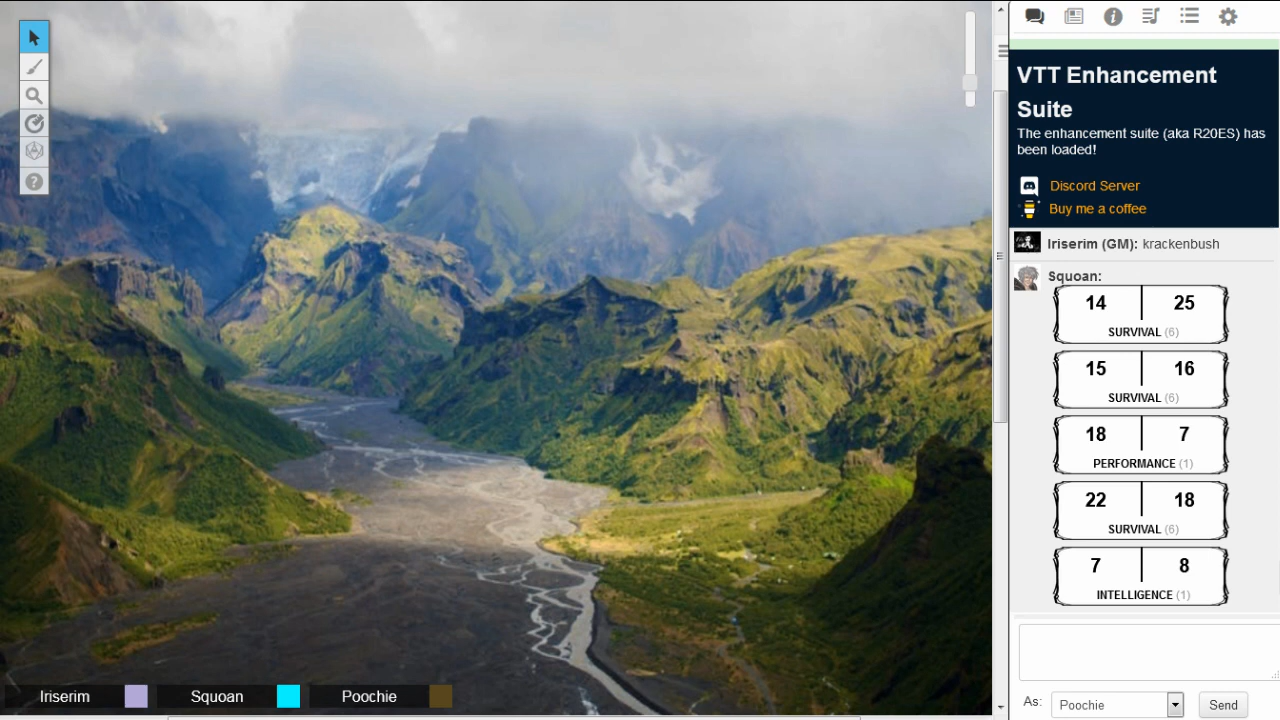 VTT Enhancement
Suite
The enhancement suite (aka R20ES) has
been loaded!
Discord Server
Buy me a coffee
Iriserim (GM): krackenbush
Squoan:
14 25
SURVIVAL (6)
15 16
SURVIVAL (6)
18 7
PERFORMANCE (1)
22 18
SURVIVAL (6)
7 8
INTELLIGENCE (1)
As: Poochie Send
Iriserim Squoan Poochie